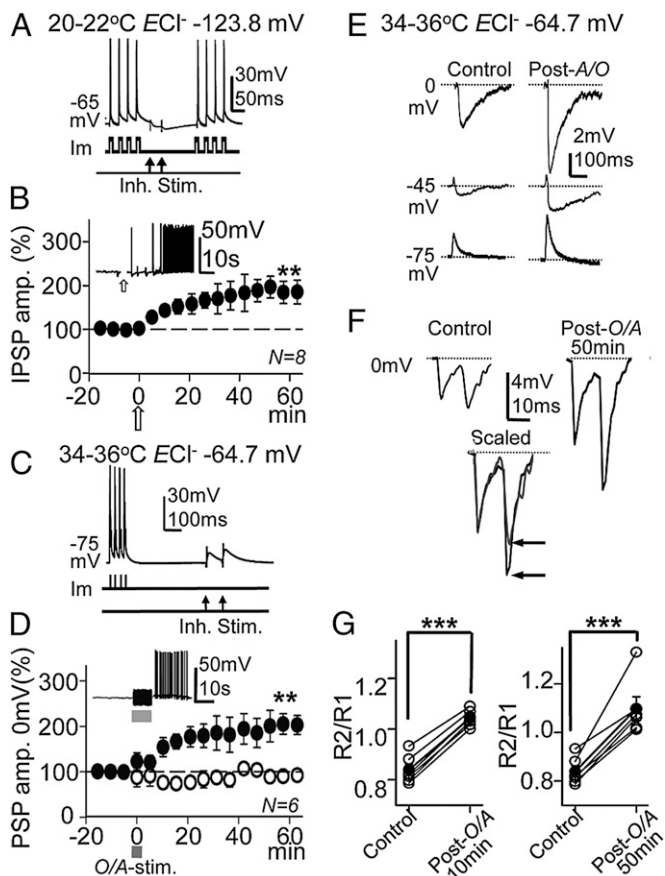 A 20-22°C ECl⁻ -123.8 mV
30mV
50ms
-65
mV
Im
Inh. Stim.
B
50mV
10s
IPSP amp. (%)
300
200
100
0
**
N=8
-20 0 20 40 60
min
C 34-36°C ECl⁻ -64.7 mV
30mV
100ms
-75
mV
Im
Inh. Stim.
D
50mV
10s
PSP amp. 0mV(%)
300
200
100
0
**
N=6
-20 0 20 40 60
min
O/A-stim.
E 34-36°C ECl⁻ -64.7 mV
Control Post-A/O
0
mV
2mV
100ms
-45
mV
-75
mV
F
Control Post-O/A
50min
0mV
4mV
10ms
Scaled
G
*** ***
R2/R1
1.2
1.0
0.8
Control
Post-O/A
10min
R2/R1
1.2
1.0
0.8
Control
Post-O/A
50min